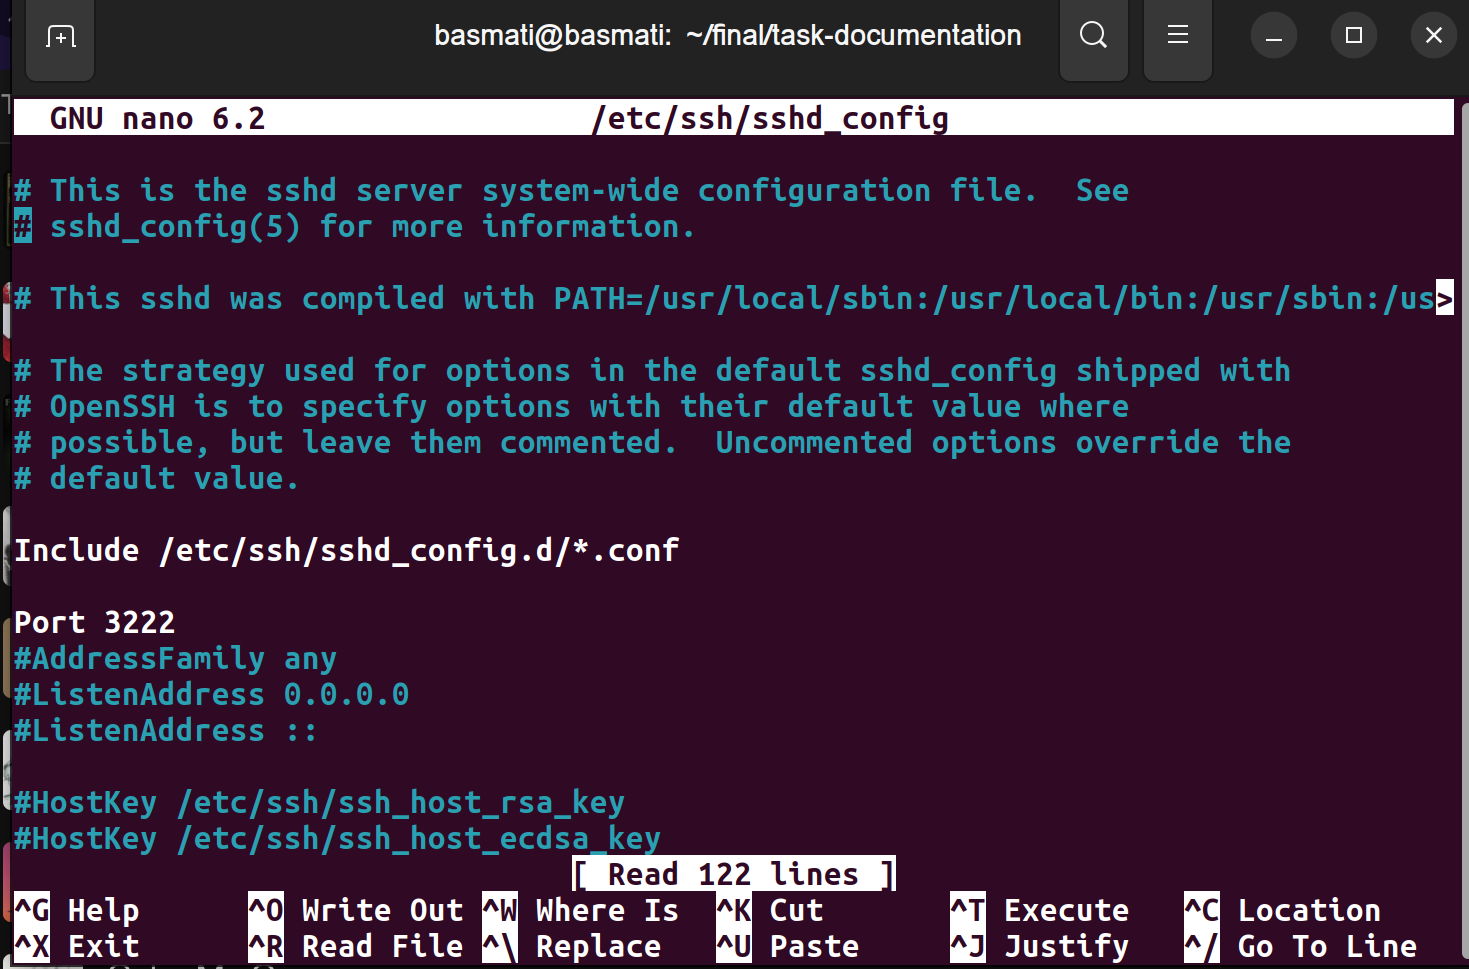 basmati@basmati: ~/final/task-documentation
GNU nano 6.2 /etc/ssh/sshd_config
# This is the sshd server system-wide configuration file.  See
# sshd_config(5) for more information.
# This sshd was compiled with PATH=/usr/local/sbin:/usr/local/bin:/usr/sbin:/us>
# The strategy used for options in the default sshd_config shipped with
# OpenSSH is to specify options with their default value where
# possible, but leave them commented.  Uncommented options override the
# default value.
Include /etc/ssh/sshd_config.d/*.conf
Port 3222
#AddressFamily any
#ListenAddress 0.0.0.0
#ListenAddress ::
#HostKey /etc/ssh/ssh_host_rsa_key
#HostKey /etc/ssh/ssh_host_ecdsa_key
[ Read 122 lines ]
^G Help ^O Write Out ^W Where Is ^K Cut ^T Execute ^C Location
^X Exit ^R Read File ^\ Replace ^U Paste ^J Justify ^/ Go To Line